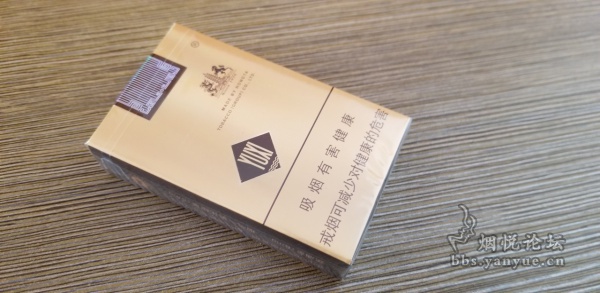 YUXI
吸烟有害健康
戒烟可减少对健康的危害
烟悦论坛
bbs.yanyue.cn